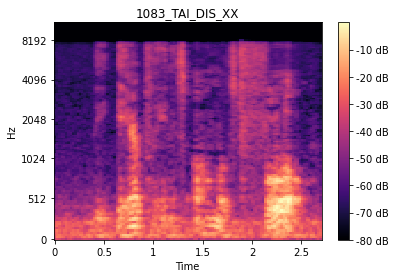 1083_TAI_DIS_XX
8192
4096
2048
1024
512
0
Hz
0
0.5
1
1.5
2
2.5
Time
-10 dB
-20 dB
-30 dB
-40 dB
-50 dB
-60 dB
-70 dB
-80 dB